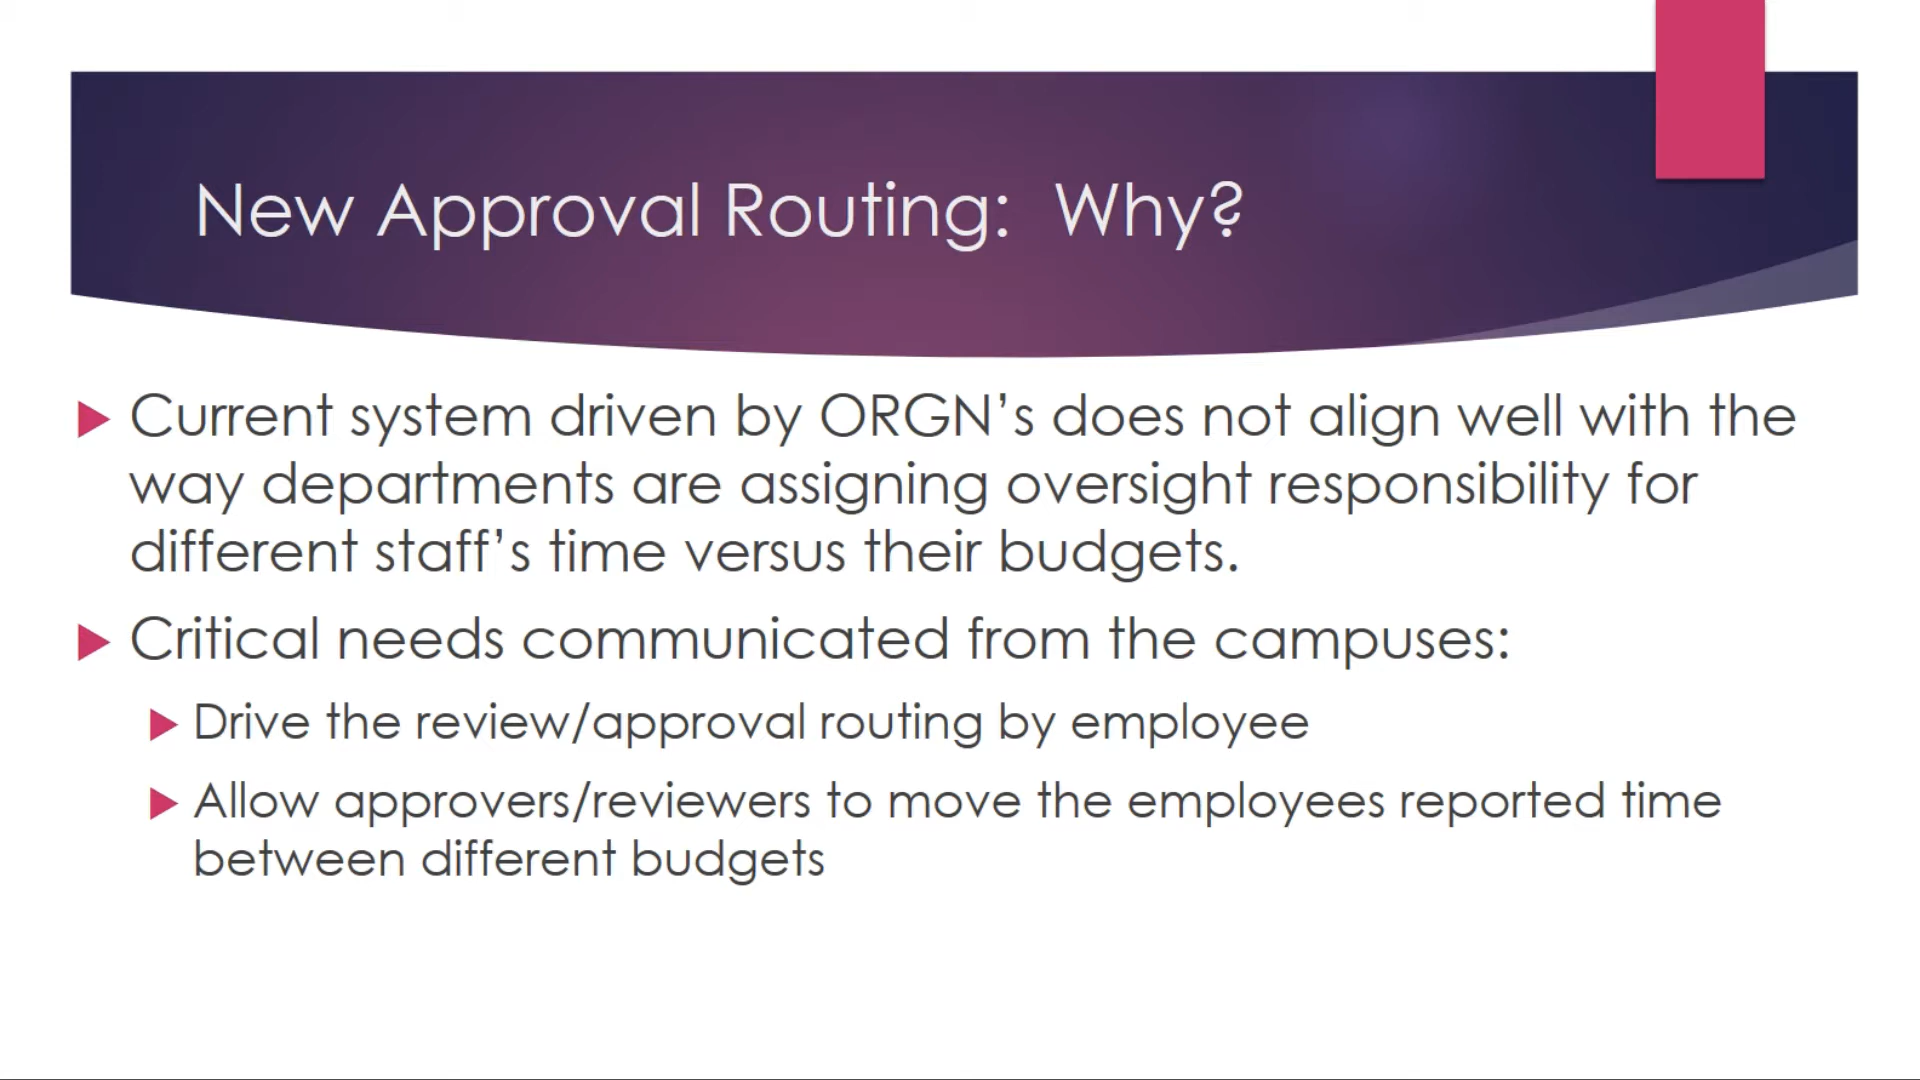 New Approval Routing:  Why?
Current system driven by ORGN’s does not align well with the
way departments are assigning oversight responsibility for
different staff’s time versus their budgets.
Critical needs communicated from the campuses:
Drive the review/approval routing by employee
Allow approvers/reviewers to move the employees reported time
between different budgets